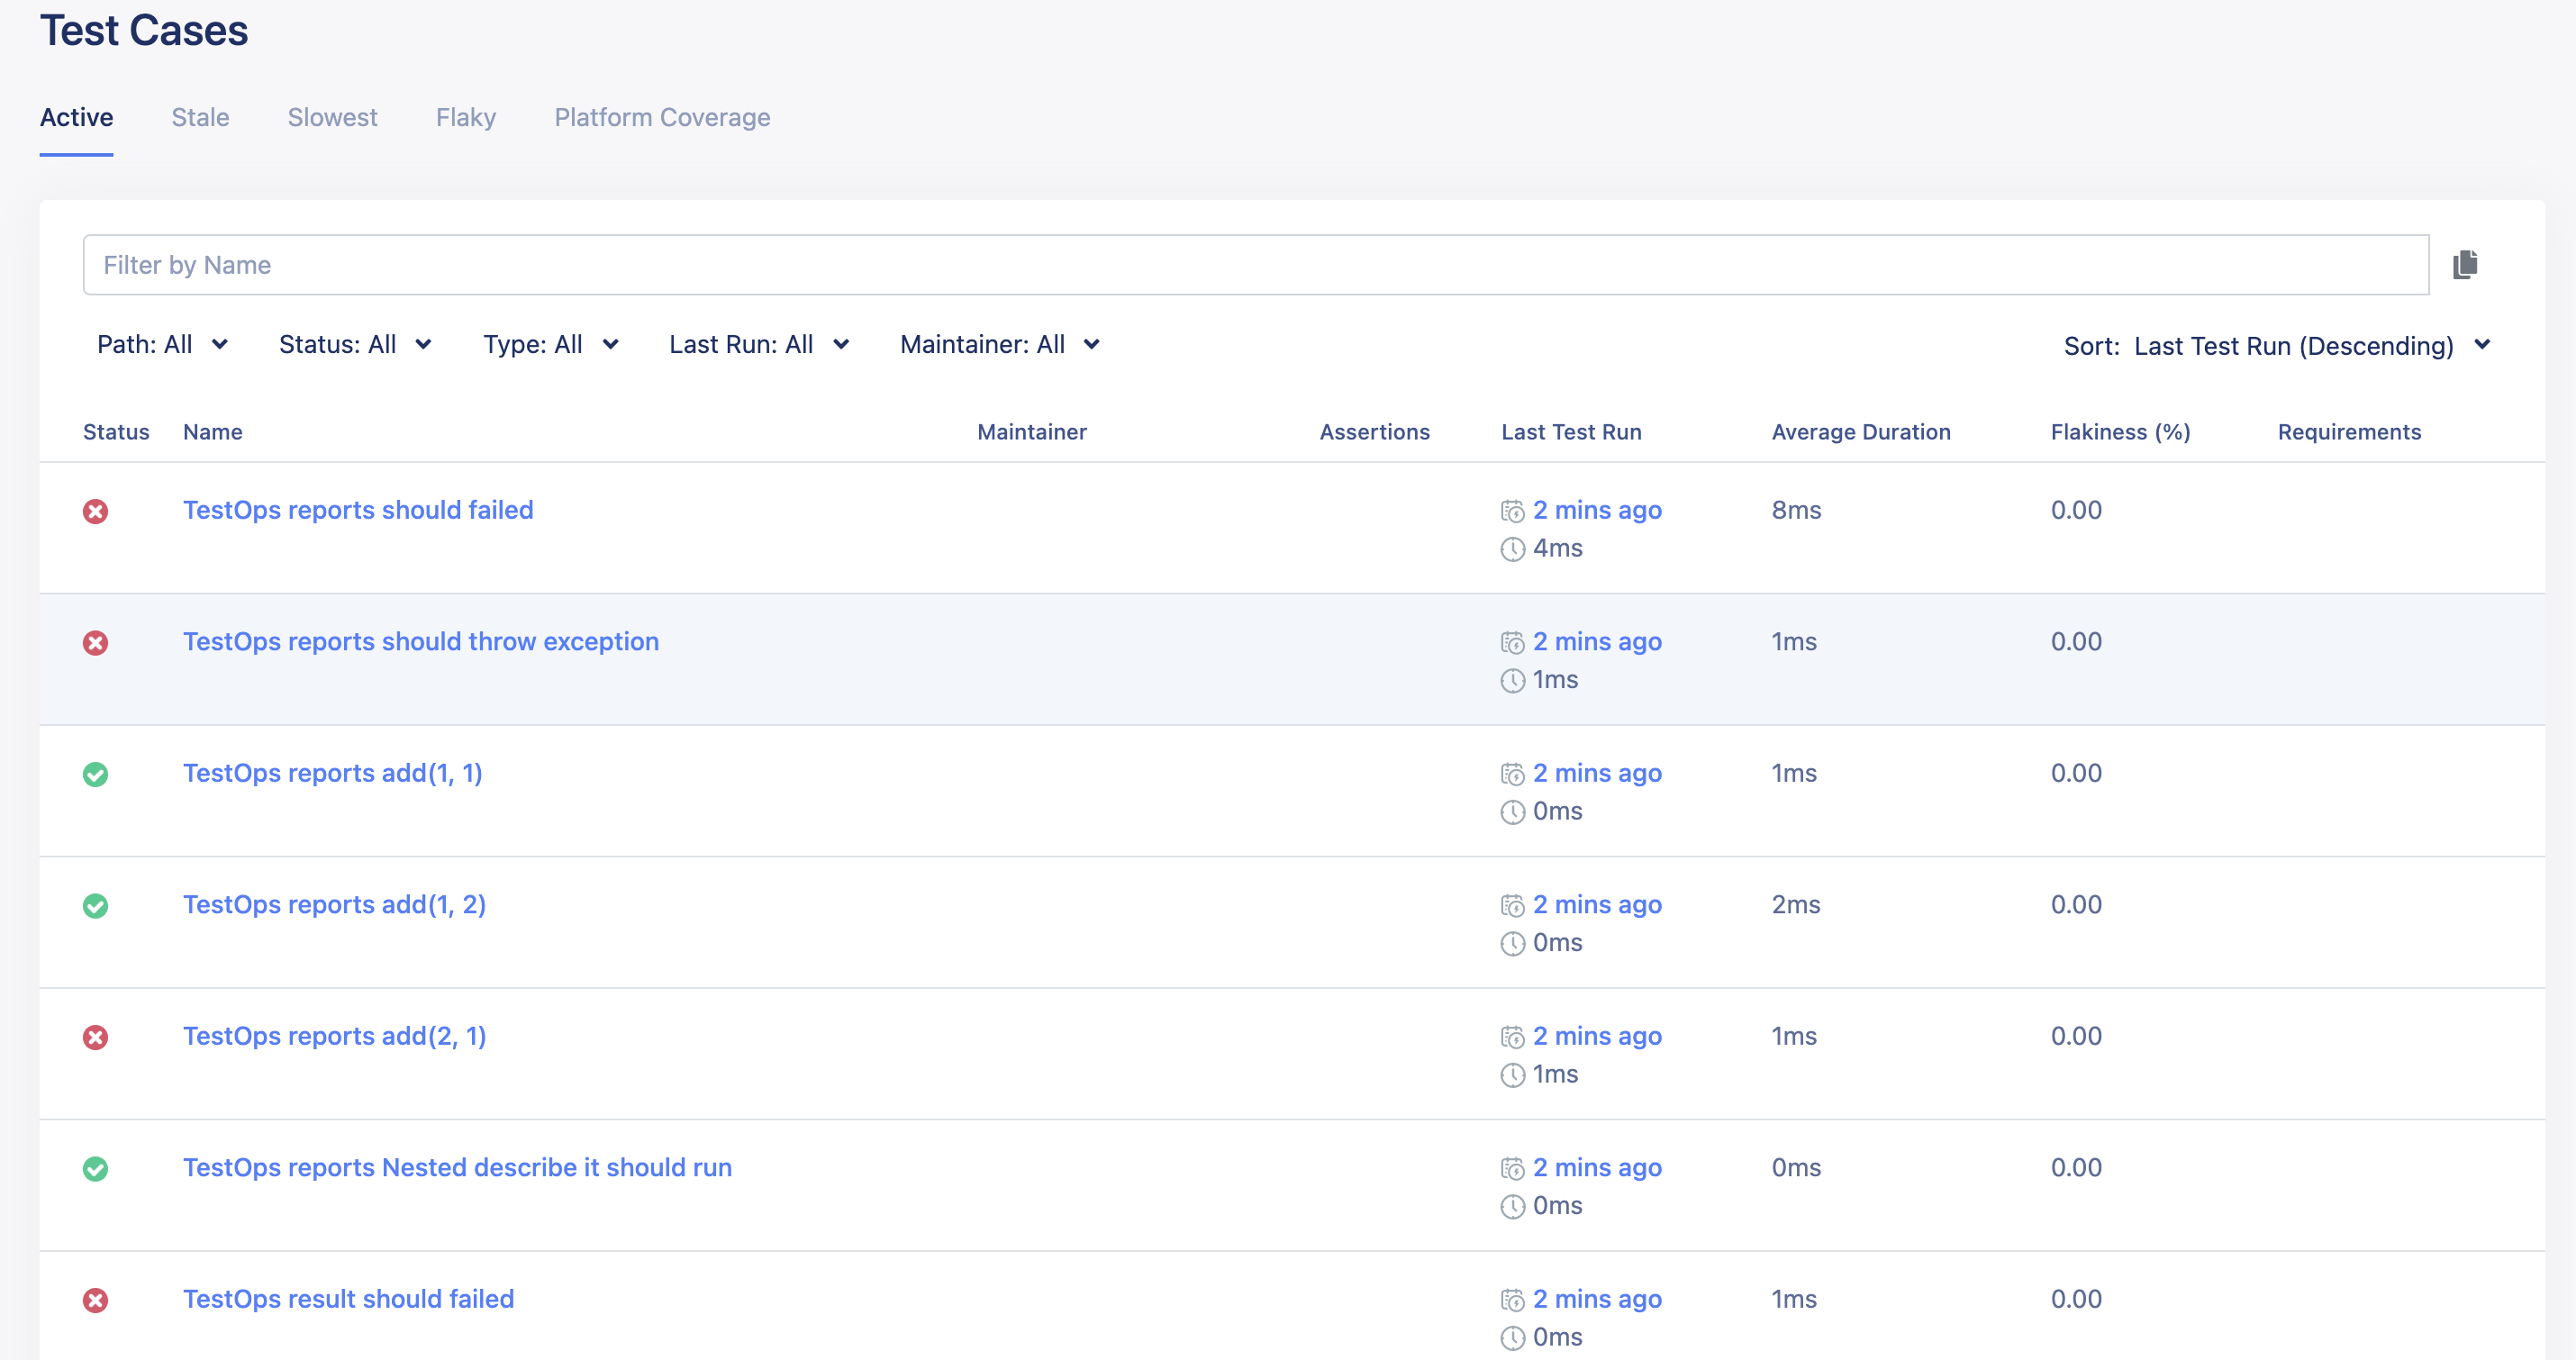 Test Cases
Active Stale Slowest Flaky Platform Coverage
Filter by Name
Path: All Status: All Type: All Last Run: All Maintainer: All Sort: Last Test Run (Descending)
Status Name Maintainer Assertions Last Test Run Average Duration Flakiness (%) Requirements
TestOps reports should failed 2 mins ago 8ms 0.00
4ms
TestOps reports should throw exception 2 mins ago 1ms 0.00
1ms
TestOps reports add(1, 1) 2 mins ago 1ms 0.00
0ms
TestOps reports add(1, 2) 2 mins ago 2ms 0.00
0ms
TestOps reports add(2, 1) 2 mins ago 1ms 0.00
1ms
TestOps reports Nested describe it should run 2 mins ago 0ms 0.00
0ms
TestOps result should failed 2 mins ago 1ms 0.00
0ms